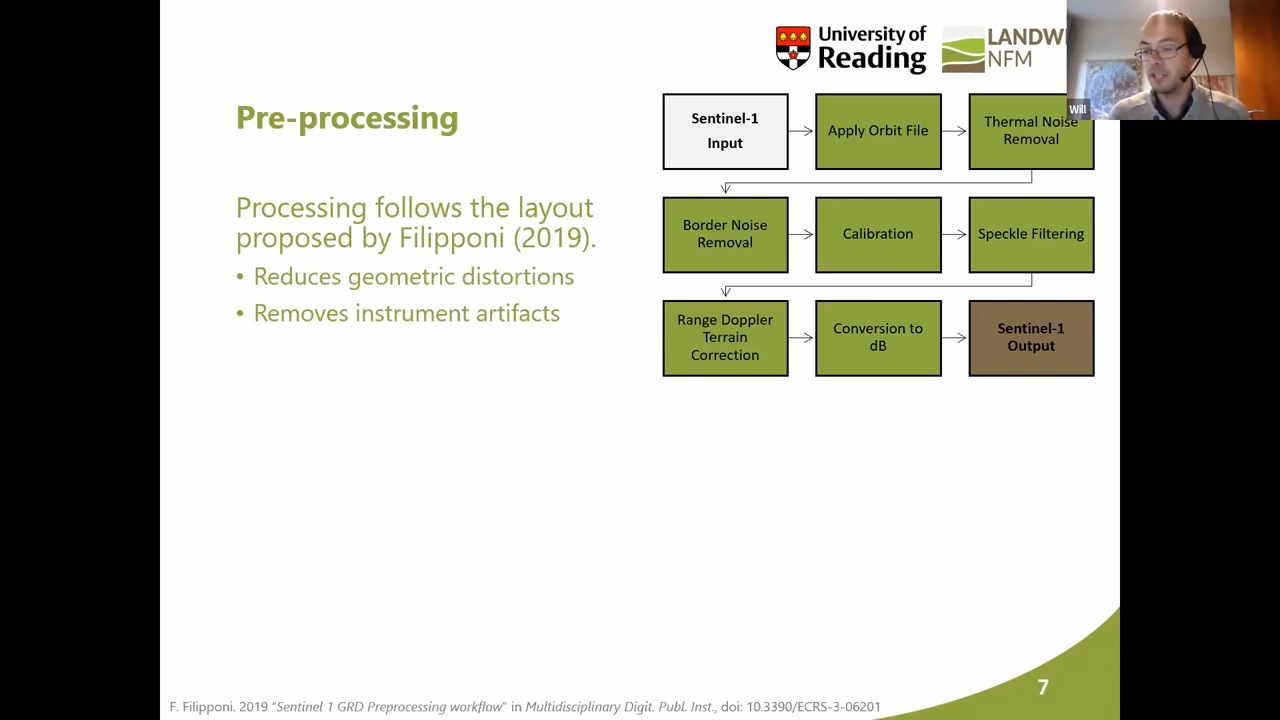 University of
Reading
NFM
Will
Pre-processing
Sentinel-1
Input
Apply Orbit File
Thermal Noise
Removal
Processing follows the layout
proposed by Filipponi (2019).
• Reduces geometric distortions
• Removes instrument artifacts
Border Noise
Removal
Calibration
Speckle Filtering
Range Doppler
Terrain
Correction
Conversion to
dB
Sentinel-1
Output
7
F. Filipponi. 2019 "Sentinel 1 GRD Preprocessing workflow" in Multidisciplinary Digit. Publ. Inst., doi: 10.3390/ECRS-3-06201